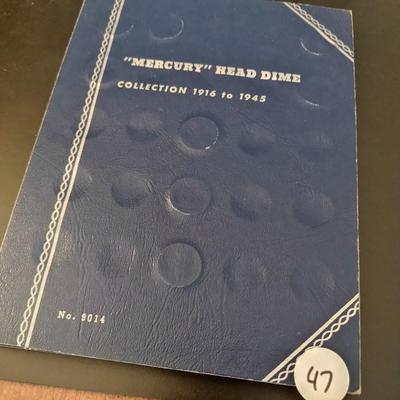 "MERCURY" HEAD DIME
COLLECTION 1916 to 1945
No. 9014
47